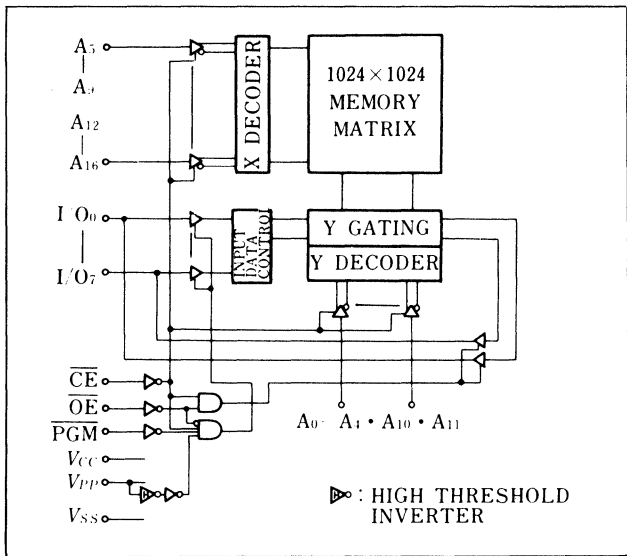 A5
A9
A12
A16
X DECODER
1024×1024
MEMORY
MATRIX
I/O0
I/O7
INPUT
DATA
CONTROL
Y GATING
Y DECODER
CE
OE
PGM
VCC
VPP
VSS
A0 A4 · A10 · A11
H
H : HIGH THRESHOLD
INVERTER